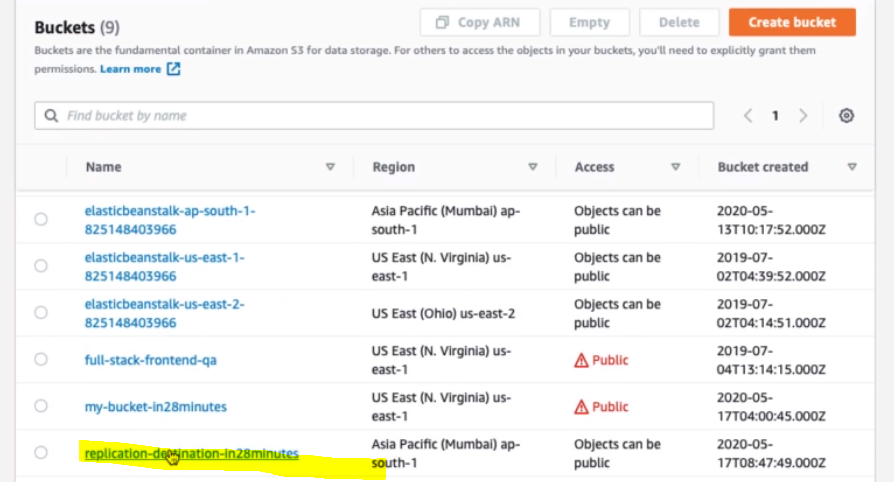 Buckets (9)
Copy ARN
Empty
Delete
Create bucket
Buckets are the fundamental container in Amazon S3 for data storage. For others to access the objects in your buckets, you'll need to explicitly grant them
permissions. Learn more
Find bucket by name
1
Name Region Access Bucket created
elasticbeanstalk-ap-south-1- Asia Pacific (Mumbai) ap- Objects can be 2020-05-
825148403966 south-1 public 13T10:17:52.000Z
elasticbeanstalk-us-east-1- US East (N. Virginia) us- Objects can be 2019-07-
825148403966 east-1 public 02T04:39:52.000Z
elasticbeanstalk-us-east-2- US East (Ohio) us-east-2 Objects can be 2019-07-
825148403966 public 02T04:14:51.000Z
full-stack-frontend-qa US East (N. Virginia) us- Public 2019-07-
east-1 04T13:14:15.000Z
my-bucket-in28minutes US East (N. Virginia) us- Public 2020-05-
east-1 17T04:00:45.000Z
replication-destination-in28minutes Asia Pacific (Mumbai) ap- Objects can be 2020-05-
south-1 public 17T08:47:49.000Z